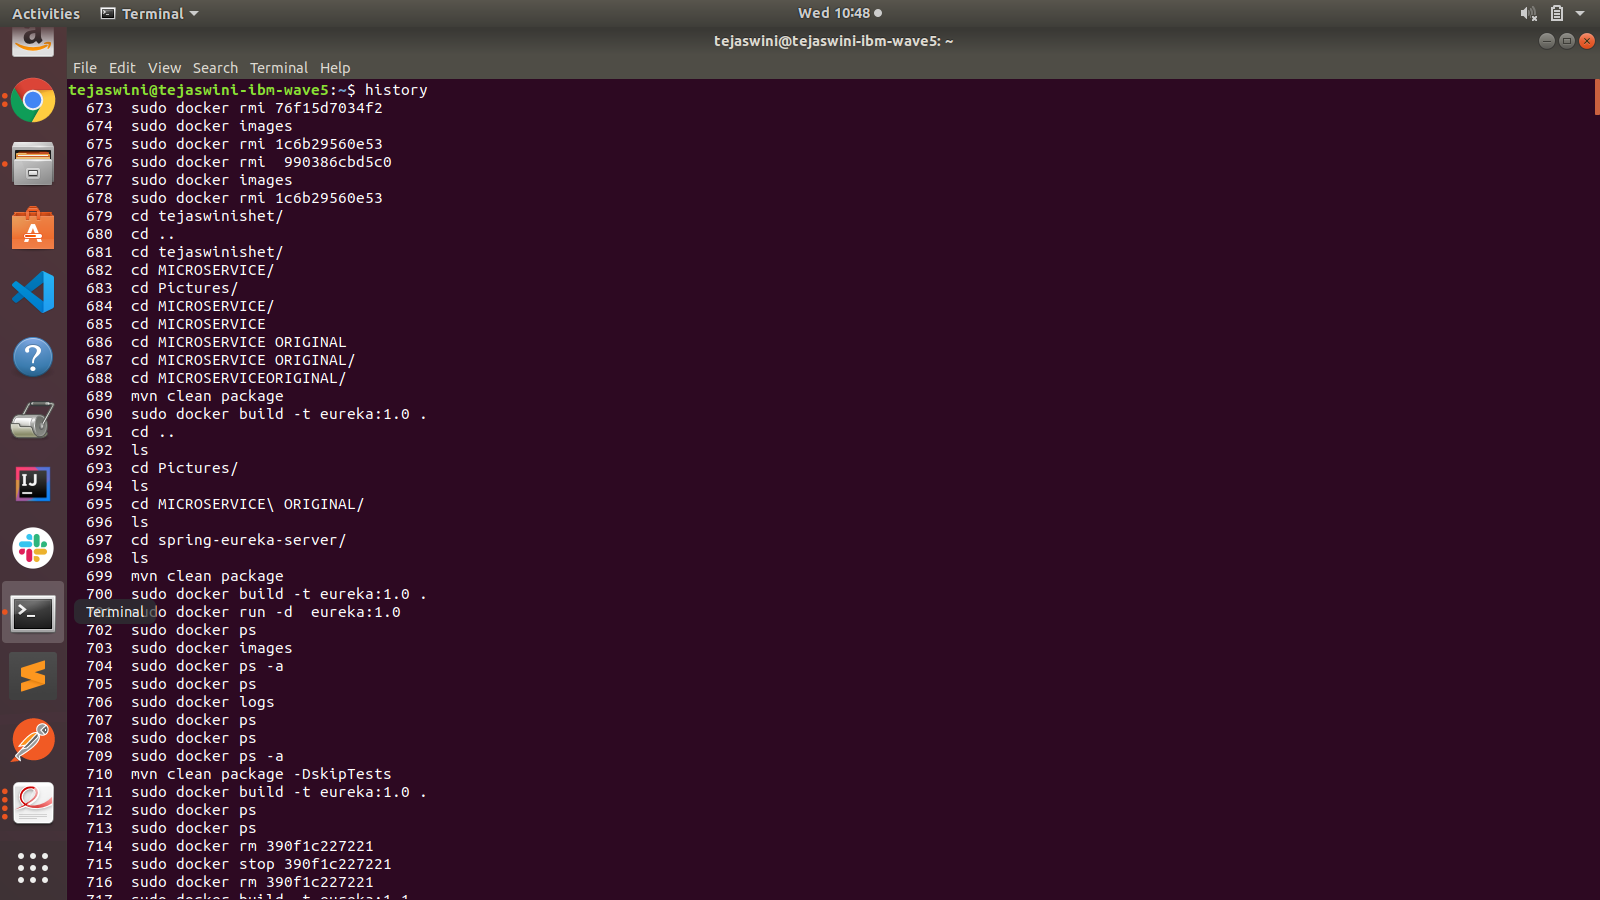 Activities Terminal Wed 10:48
tejaswini@tejaswini-ibm-wave5: ~
File Edit View Search Terminal Help
tejaswini@tejaswini-ibm-wave5:~$ history
673 sudo docker rmi 76f15d7034f2
674 sudo docker images
675 sudo docker rmi 1c6b29560e53
676 sudo docker rmi  990386cbd5c0
677 sudo docker images
678 sudo docker rmi 1c6b29560e53
679 cd tejaswinishet/
680 cd ..
681 cd tejaswinishet/
682 cd MICROSERVICE/
683 cd Pictures/
684 cd MICROSERVICE/
685 cd MICROSERVICE
686 cd MICROSERVICE ORIGINAL
687 cd MICROSERVICE ORIGINAL/
688 cd MICROSERVICEORIGINAL/
689 mvn clean package
690 sudo docker build -t eureka:1.0 .
691 cd ..
692 ls
693 cd Pictures/
694 ls
695 cd MICROSERVICE\ ORIGINAL/
696 ls
697 cd spring-eureka-server/
698 ls
699 mvn clean package
700 sudo docker build -t eureka:1.0 .
Terminal do docker run -d  eureka:1.0
702 sudo docker ps
703 sudo docker images
704 sudo docker ps -a
705 sudo docker ps
706 sudo docker logs
707 sudo docker ps
708 sudo docker ps
709 sudo docker ps -a
710 mvn clean package -DskipTests
711 sudo docker build -t eureka:1.0 .
712 sudo docker ps
713 sudo docker ps
714 sudo docker rm 390f1c227221
715 sudo docker stop 390f1c227221
716 sudo docker rm 390f1c227221
717 sudo docker build -t eureka:1.1